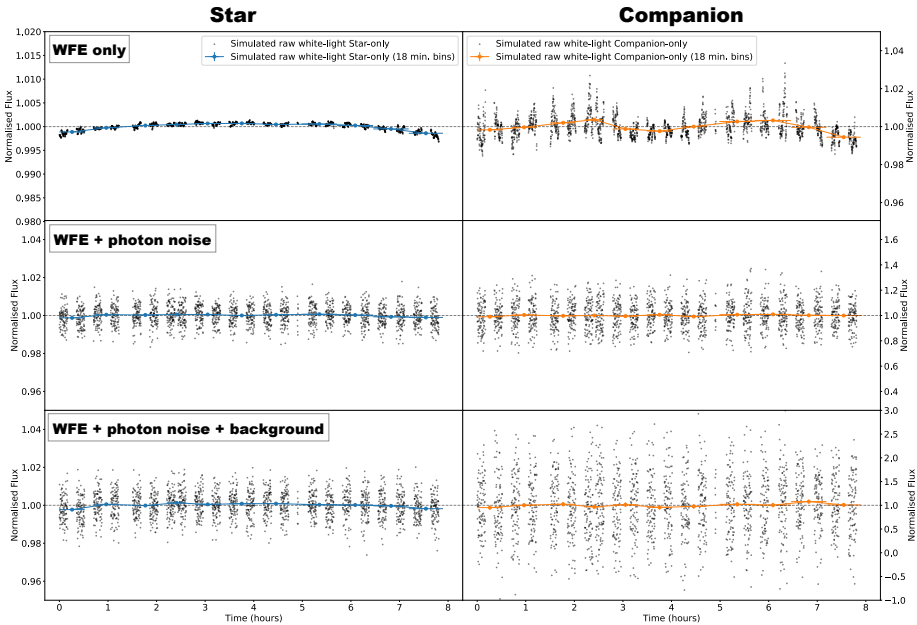 Star
Companion
WFE only
Simulated raw white-light Star-only
Simulated raw white-light Star-only (18 min. bins)
Simulated raw white-light Companion-only
Simulated raw white-light Companion-only (18 min. bins)
Normalised Flux
1.020
1.015
1.010
1.005
1.000
0.995
0.990
0.985
0.980
1.04
1.02
1.00
0.98
0.96
Normalised Flux
WFE + photon noise
Normalised Flux
1.04
1.02
1.00
0.98
0.96
1.6
1.4
1.2
1.0
0.8
0.6
0.4
Normalised Flux
WFE + photon noise + background
Normalised Flux
1.04
1.02
1.00
0.98
0.96
3.0
2.5
2.0
1.5
1.0
0.5
0.0
−0.5
−1.0
Normalised Flux
0 1 2 3 4 5 6 7 8
0 1 2 3 4 5 6 7 8
Time (hours)
Time (hours)